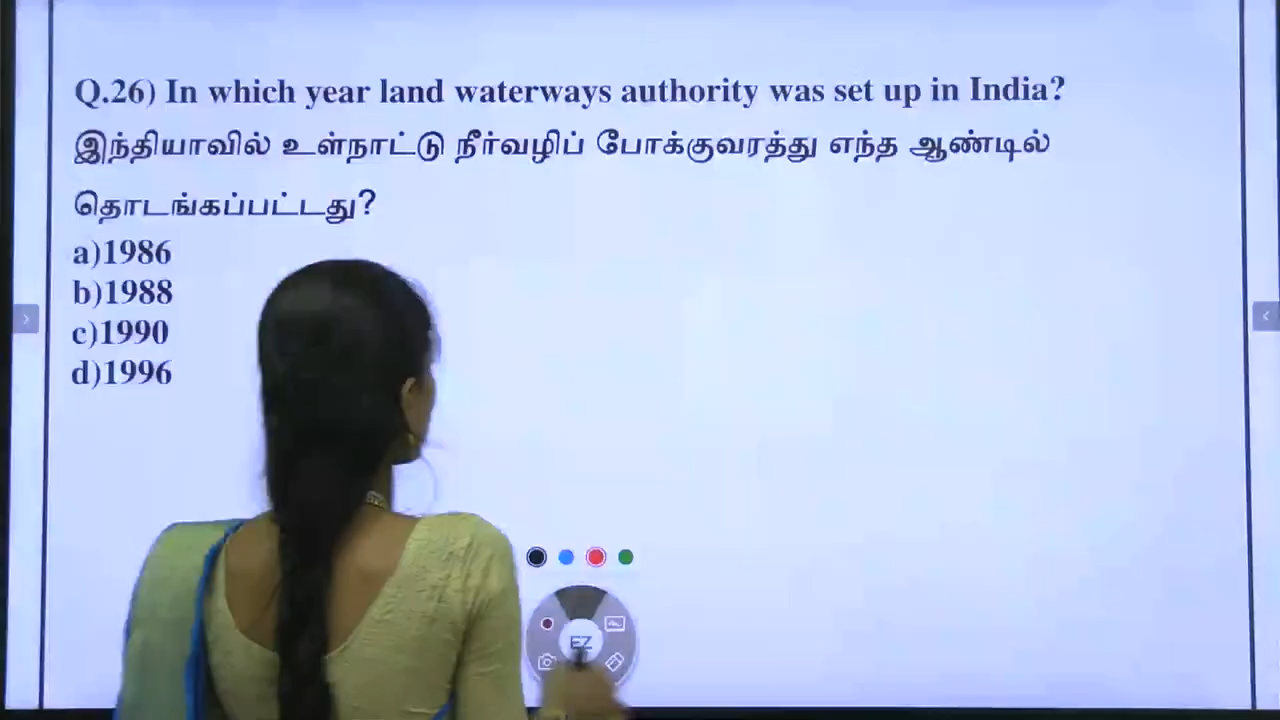 Q.26) In which year land waterways authority was set up in India?
இந்தியாவில் உள்நாட்டு நீர்வழிப் போக்குவரத்து எந்த ஆண்டில்
தொடங்கப்பட்டது?
a)1986
b)1988
c)1990
d)1996
EZ